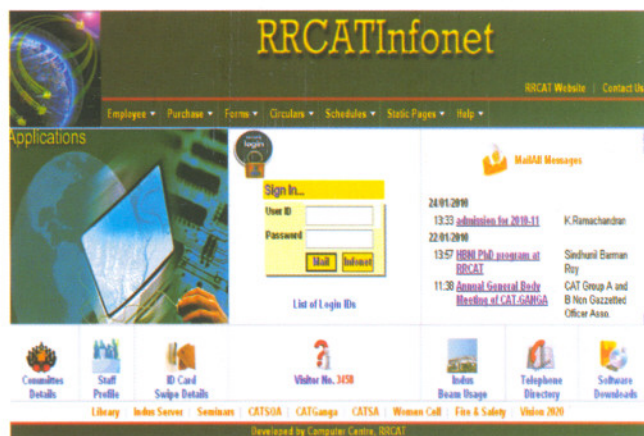 RRCATInfonet
RRCAT Website | Contact Us
Employee Purchase Forms Circulars Schedules Static Pages Help
Applications
login
Sign In...
User ID
Password
Mail Infonet
List of Login IDs
MailAll Messages
24-01-2010
13:33 admission for 2010-11 K.Ramachandran
22-01-2010
13:57 HBNI PhD program at RRCAT Sindhunil Barman Roy
11:38 Annual General Body Meeting of CAT-GANGA CAT Group A and B Non Gazzetted Officer Asso.
Committee Details
Staff Profile
ID Card Swipe Details
Visitor No. 3458
Indus Beam Usage
Telephone Directory
Software Downloads
Library | Indus Server | Seminars | CATSOA | CATGanga | CATSA | Women Cell | Fire & Safety | Vision 2020
Developed by Computer Centre, RRCAT